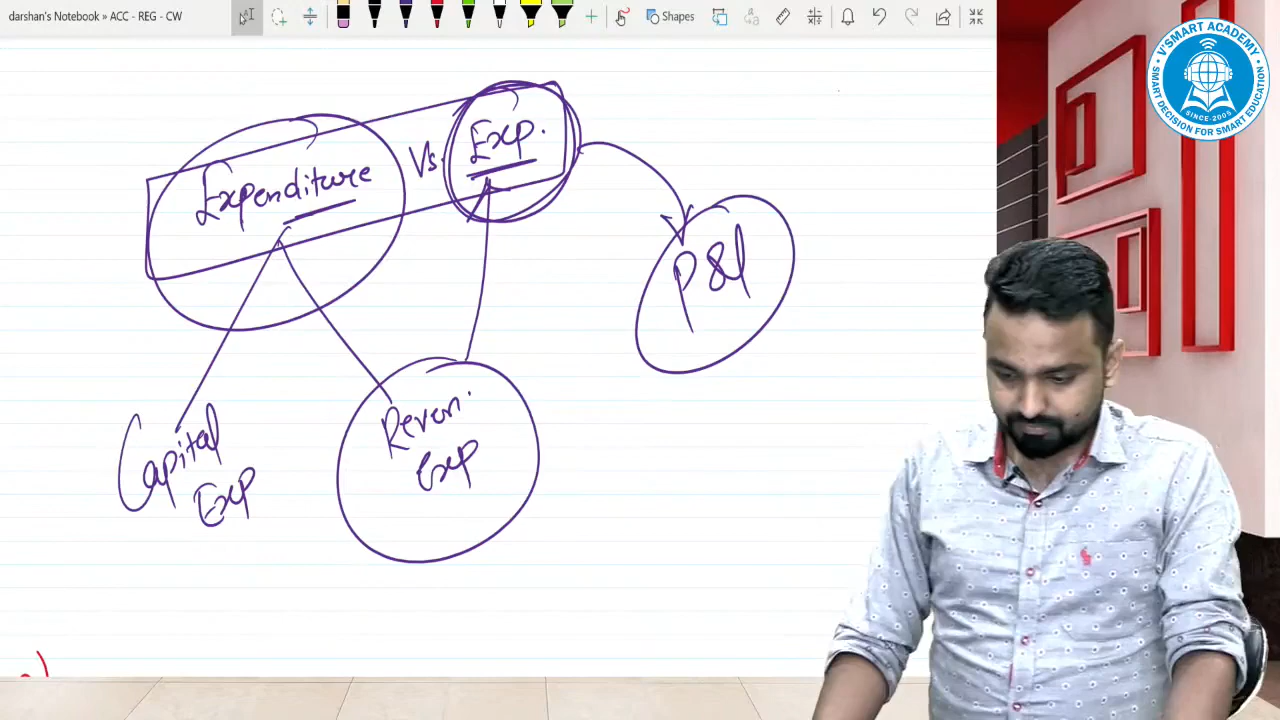 darshan's Notebook » ACC - REG - CW
Shapes
Expenditure Vs. Exp.
P&L
Capital
Exp
Reven.
Exp
V'SMART ACADEMY
SINCE-2005
SMART DECISION FOR SMART EDUCATION